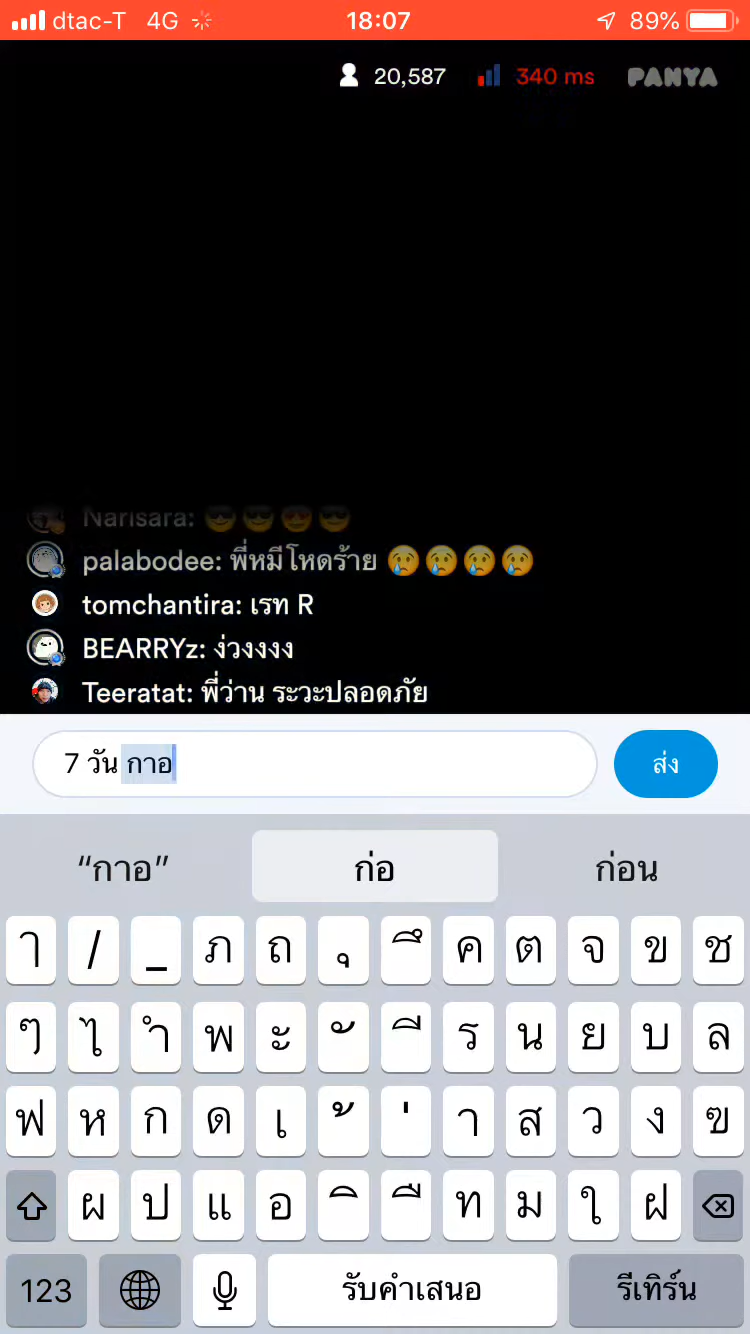 dtac-T 4G 18:07 89%
20,587 340 ms PANYA
Narisara: 😎😎😎😎
palabodee: พี่หมีโหดร้าย 😢😢😢😢
tomchantira: เรท R
BEARRYz: ง่วงงงง
Teeratat: พี่ว่าน ระวะปลอดภัย
7 วัน กาอ ส่ง
“กาอ” ก่อ ก่อน
ๅ / _ ภ ถ ุ ึ ค ต จ ข ช
ๆ ไ ำ พ ะ ั ี ร น ย บ ล
ฟ ห ก ด เ ้ ่ า ส ว ง ฃ
ผ ป แ อ ิ ื ท ม ใ ฝ
123 รับคำเสนอ รีเทิร์น